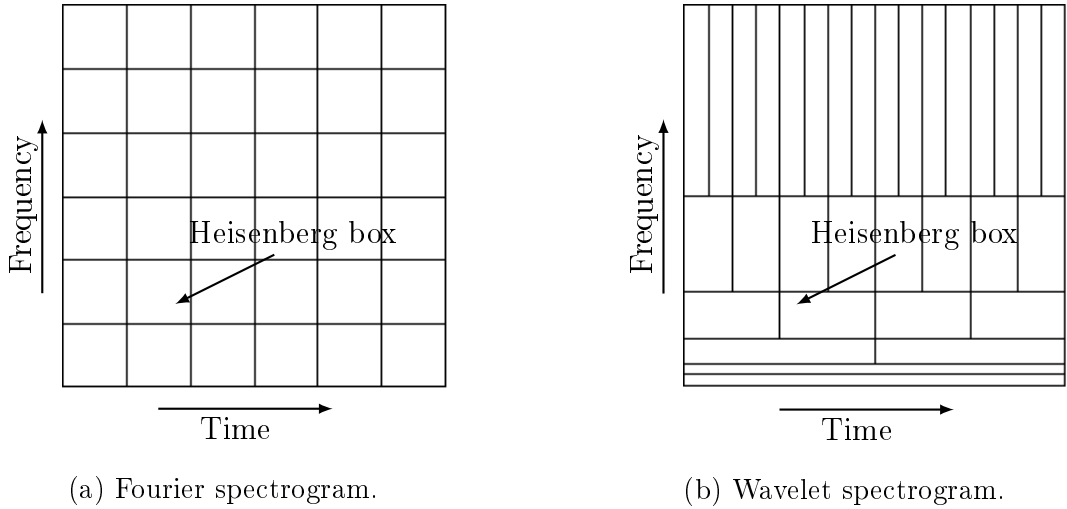 Frequency
Heisenberg box
Time
(a) Fourier spectrogram.
Frequency
Heisenberg box
Time
(b) Wavelet spectrogram.